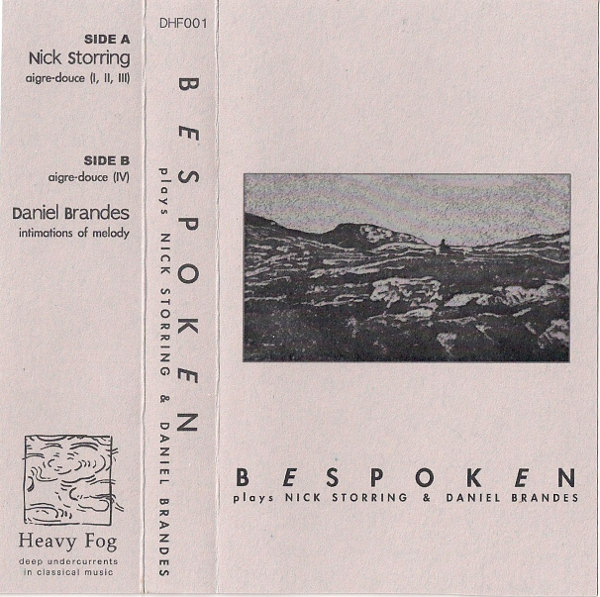 SIDE A
Nick Storring
aigre-douce (I, II, III)
SIDE B
aigre-douce (IV)
Daniel Brandes
intimations of melody
Heavy Fog
deep undercurrents
in classical music
DHF001
BESPOKEN
plays NICK STORRING & DANIEL BRANDES
BESPOKEN
plays NICK STORRING & DANIEL BRANDES